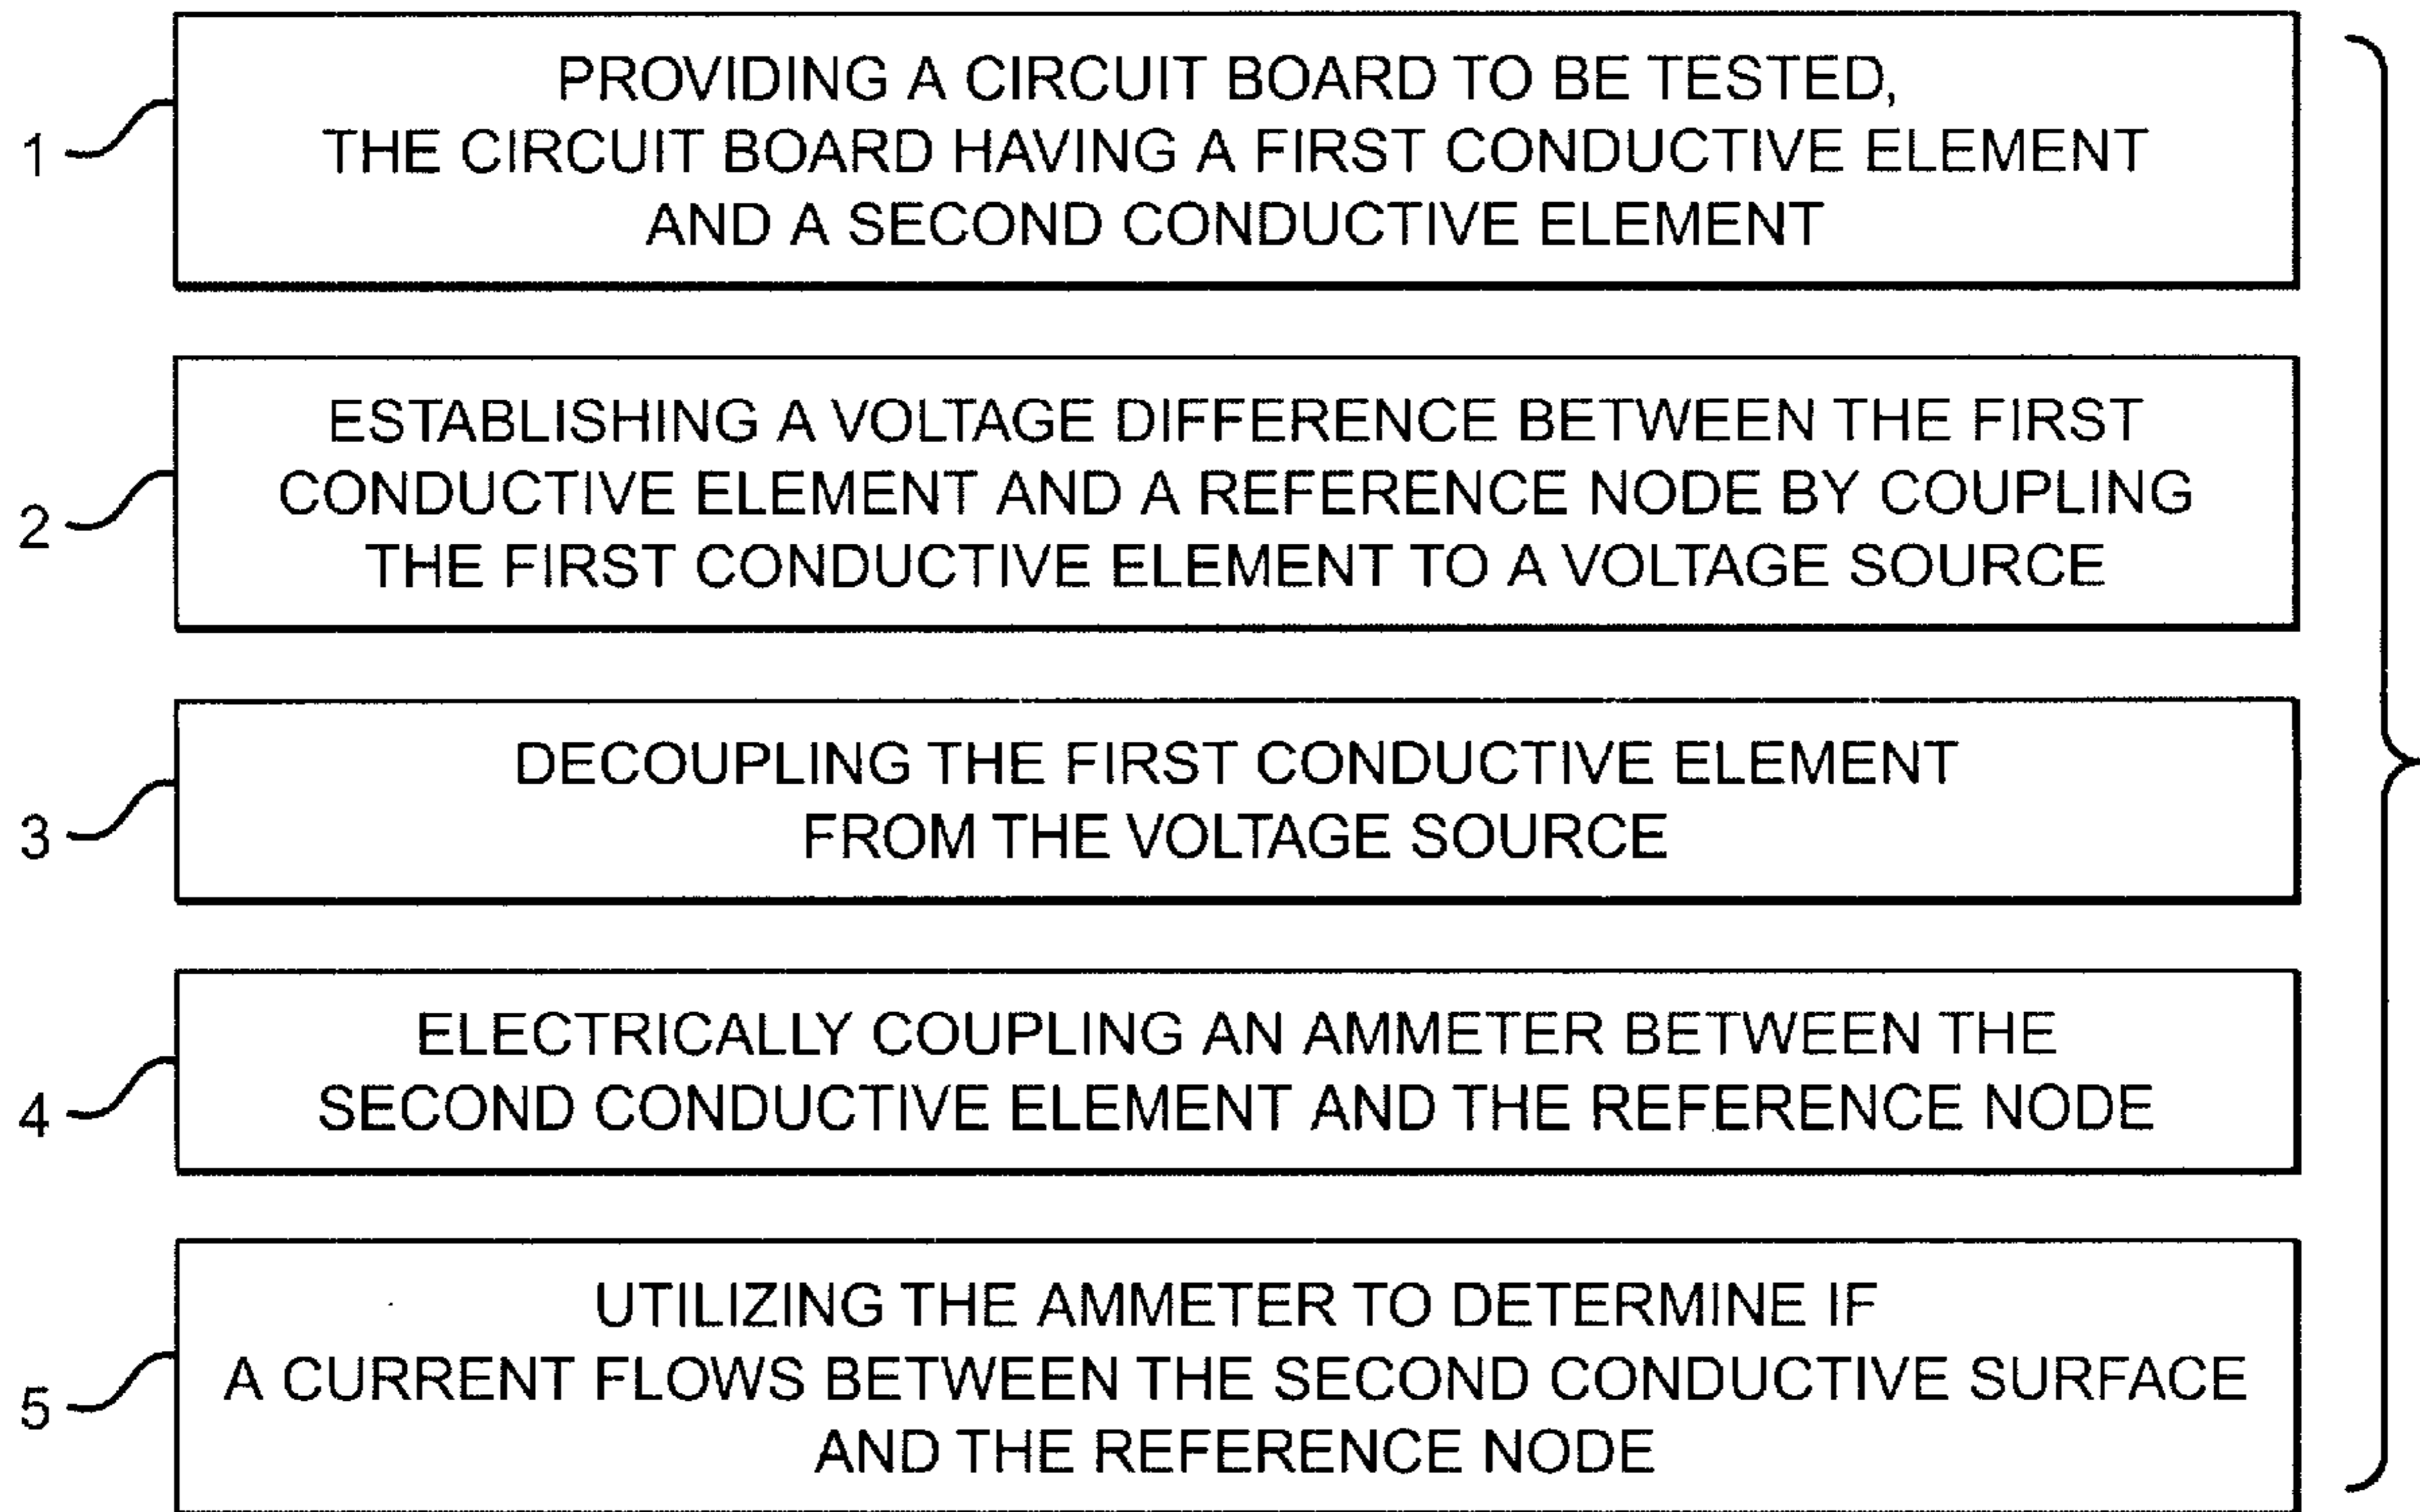 PROVIDING A CIRCUIT BOARD TO BE TESTED,
THE CIRCUIT BOARD HAVING A FIRST CONDUCTIVE ELEMENT
AND A SECOND CONDUCTIVE ELEMENT
1
ESTABLISHING A VOLTAGE DIFFERENCE BETWEEN THE FIRST
CONDUCTIVE ELEMENT AND A REFERENCE NODE BY COUPLING
THE FIRST CONDUCTIVE ELEMENT TO A VOLTAGE SOURCE
2
DECOUPLING THE FIRST CONDUCTIVE ELEMENT
FROM THE VOLTAGE SOURCE
3
ELECTRICALLY COUPLING AN AMMETER BETWEEN THE
SECOND CONDUCTIVE ELEMENT AND THE REFERENCE NODE
4
UTILIZING THE AMMETER TO DETERMINE IF
A CURRENT FLOWS BETWEEN THE SECOND CONDUCTIVE SURFACE
AND THE REFERENCE NODE
5